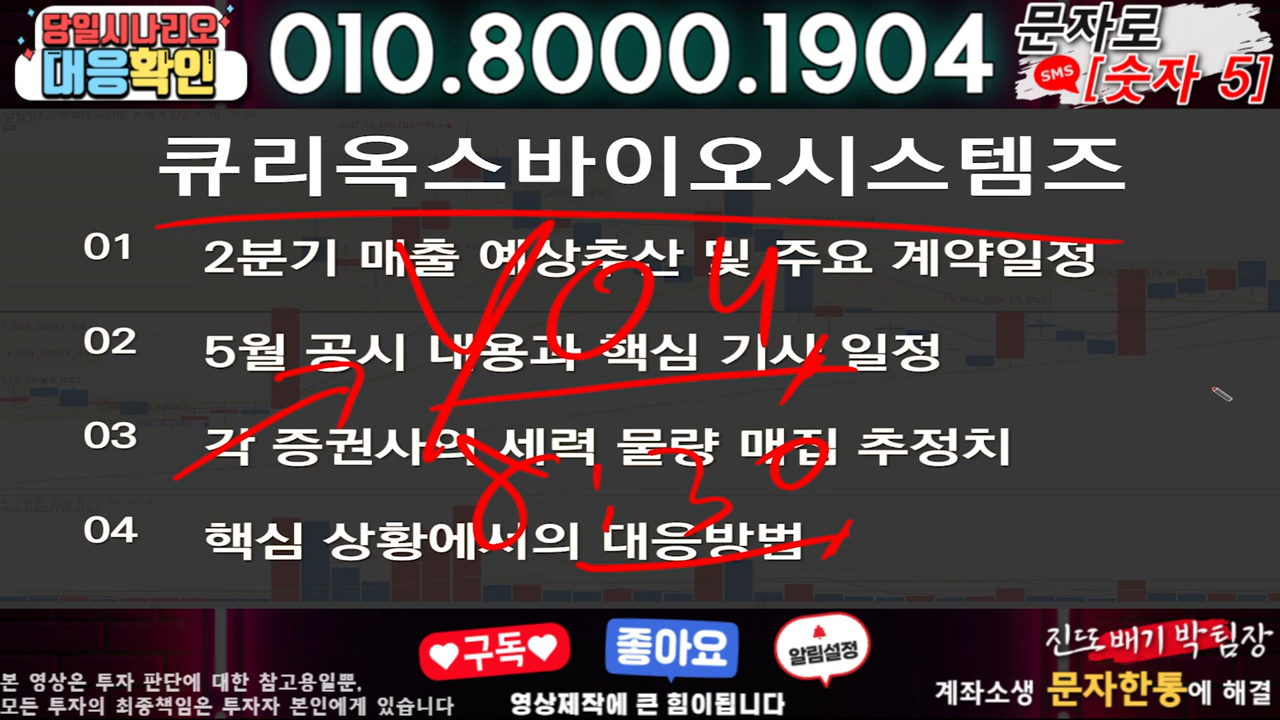 당일시나리오
대응확인
010.8000.1904
문자로
SMS
[숫자 5]
큐리옥스바이오시스템즈
01 2분기 매출 예상추산 및 주요 계약일정
02 5월 공시 내용과 핵심 기사 일정
03 각 증권사의 세력 물량 매집 추정치
04 핵심 상황에서의 대응방법
구독
좋아요
알림설정
영상제작에 큰 힘이됩니다
본 영상은 투자 판단에 대한 참고용일뿐,
모든 투자의 최종책임은 투자자 본인에게 있습니다
진또배기 박팀장
계좌소생 문자한통에 해결